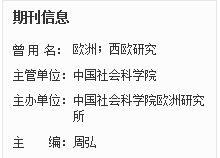 期刊信息
曾 用 名： 欧洲；西欧研究
主管单位：中国社会科学院
主办单位：中国社会科学院欧洲研究
所
主　　编：周弘